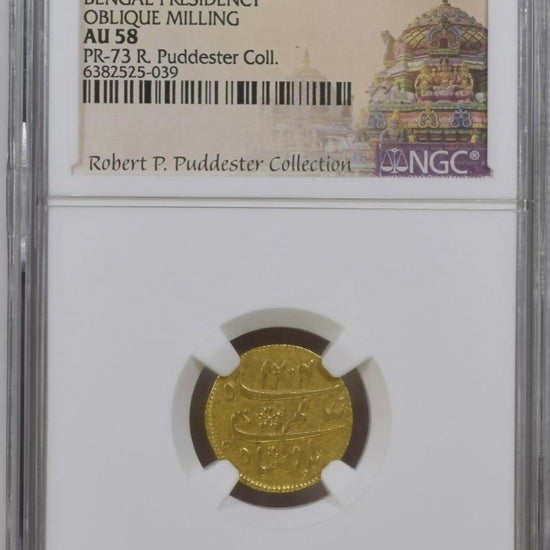 BENGAL PRESIDENCY
OBLIQUE MILLING
AU 58
PR-73 R. Puddester Coll.
6382525-039
Robert P. Puddester Collection
NGC®